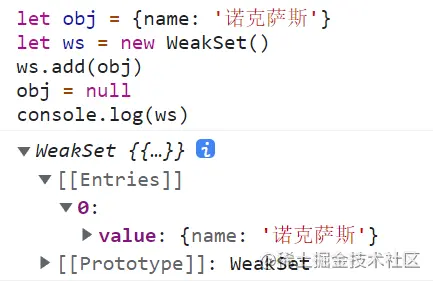 let obj = {name: '诺克萨斯'}
let ws = new WeakSet()
ws.add(obj)
obj = null
console.log(ws)
WeakSet {{…}} i
[[Entries]]
0:
value: {name: '诺克萨斯'}
[[Prototype]]: WeakSet
@稀土掘金技术社区